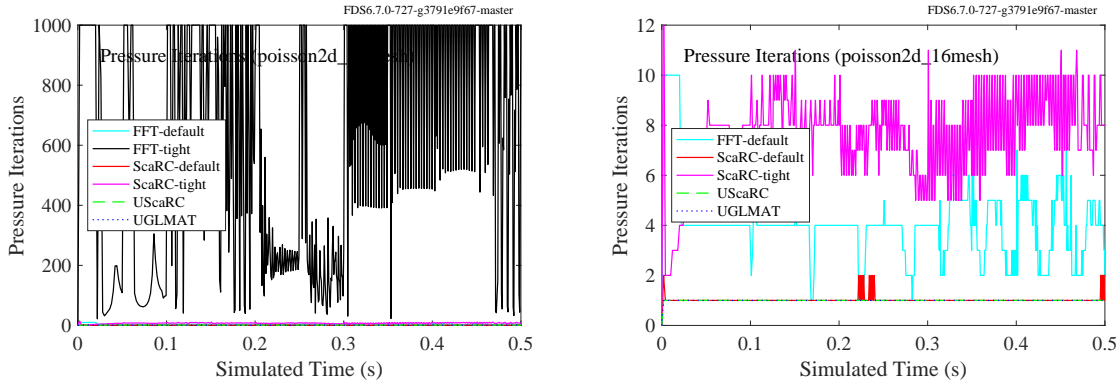 FDS6.7.0-727-g3791e9f67-master
Pressure Iterations (poisson2d_ mesh)
Pressure Iterations
1000
800
600
400
200
0
FFT-default
FFT-tight
ScaRC-default
ScaRC-tight
UScaRC
UGLMAT
0 0.1 0.2 0.3 0.4 0.5
Simulated Time (s)
FDS6.7.0-727-g3791e9f67-master
Pressure Iterations (poisson2d_16mesh)
Pressure Iterations
12
10
8
6
4
2
0
FFT-default
FFT-tight
ScaRC-default
ScaRC-tight
UScaRC
UGLMAT
0 0.1 0.2 0.3 0.4 0.5
Simulated Time (s)